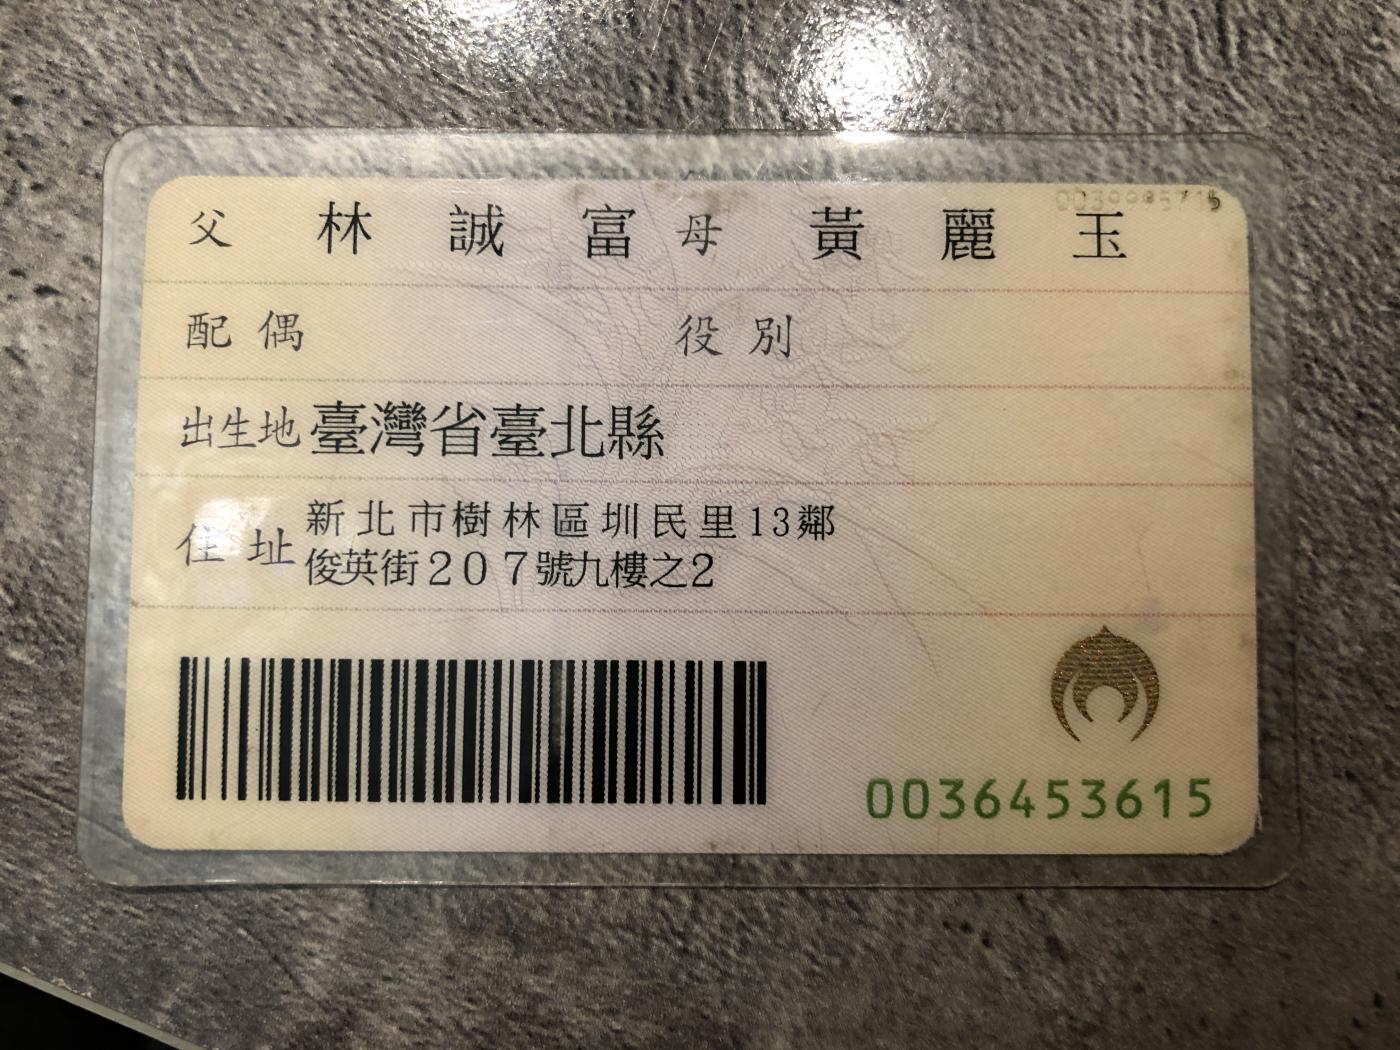 父 林誠富 母 黃麗玉
配偶 役別
出生地 臺灣省臺北縣
住址 新北市樹林區圳民里13鄰
俊英街207號九樓之2
0036453615